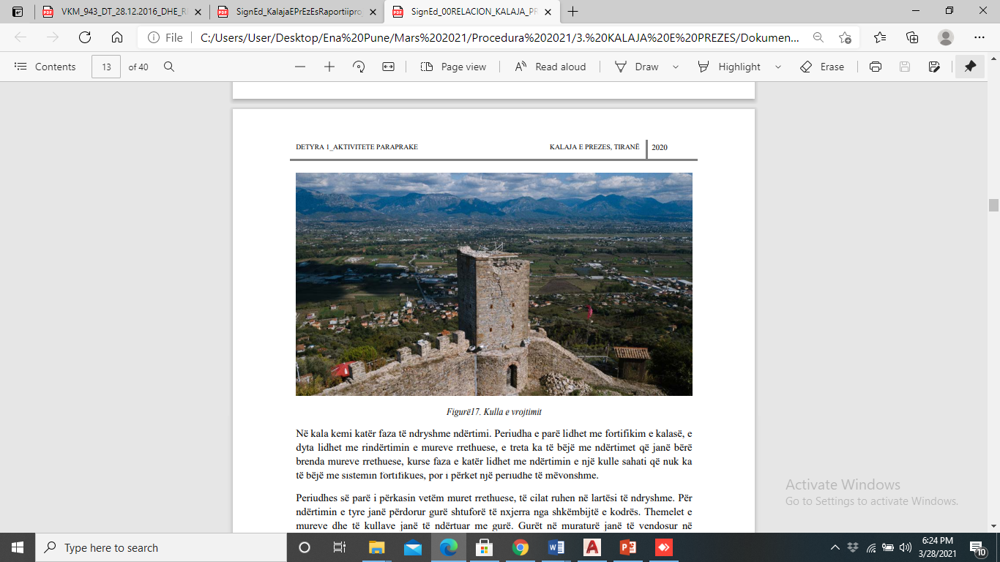 VKM_943_DT_28.12.2016_DHE_R
SignEd_KalajaEPrEzEsRaportiiproj
SignEd_00RELACION_KALAJA_PR
File
C:/Users/User/Desktop/Ena%20Pune/Mars%202021/Procedura%202021/3.%20KALAJA%20E%20PREZES/Dokumen...
Contents
13
of 40
Page view
Read aloud
Draw
Highlight
Erase
DETYRA 1_AKTIVITETE PARAPRAKE
KALAJA E PREZES, TIRANË
2020
Figurë17. Kulla e vrojtimit
Në kala kemi katër faza të ndryshme ndërtimi. Periudha e parë lidhet me fortifikim e kalasë, e
dyta lidhet me rindërtimin e mureve rrethuese, e treta ka të bëjë me ndërtimet që janë bërë
brenda mureve rrethuese, kurse faza e katër lidhet me ndërtimin e një kulle sahati që nuk ka
të bëjë me sistemin fortifikues, por i përket një periudhe të mëvonshme.
Periudhes së parë i përkasin vetëm muret rrethuese, të cilat ruhen në lartësi të ndryshme. Për
ndërtimin e tyre janë përdorur gurë shtuforë të nxjerra nga shkëmbijtë e kodrës. Themelet e
mureve dhe të kullave janë të ndërtuar me gurë. Gurët në muraturë janë të vendosur në
Activate Windows
Go to Settings to activate Windows.
Type here to search
6:24 PM
3/28/2021
10